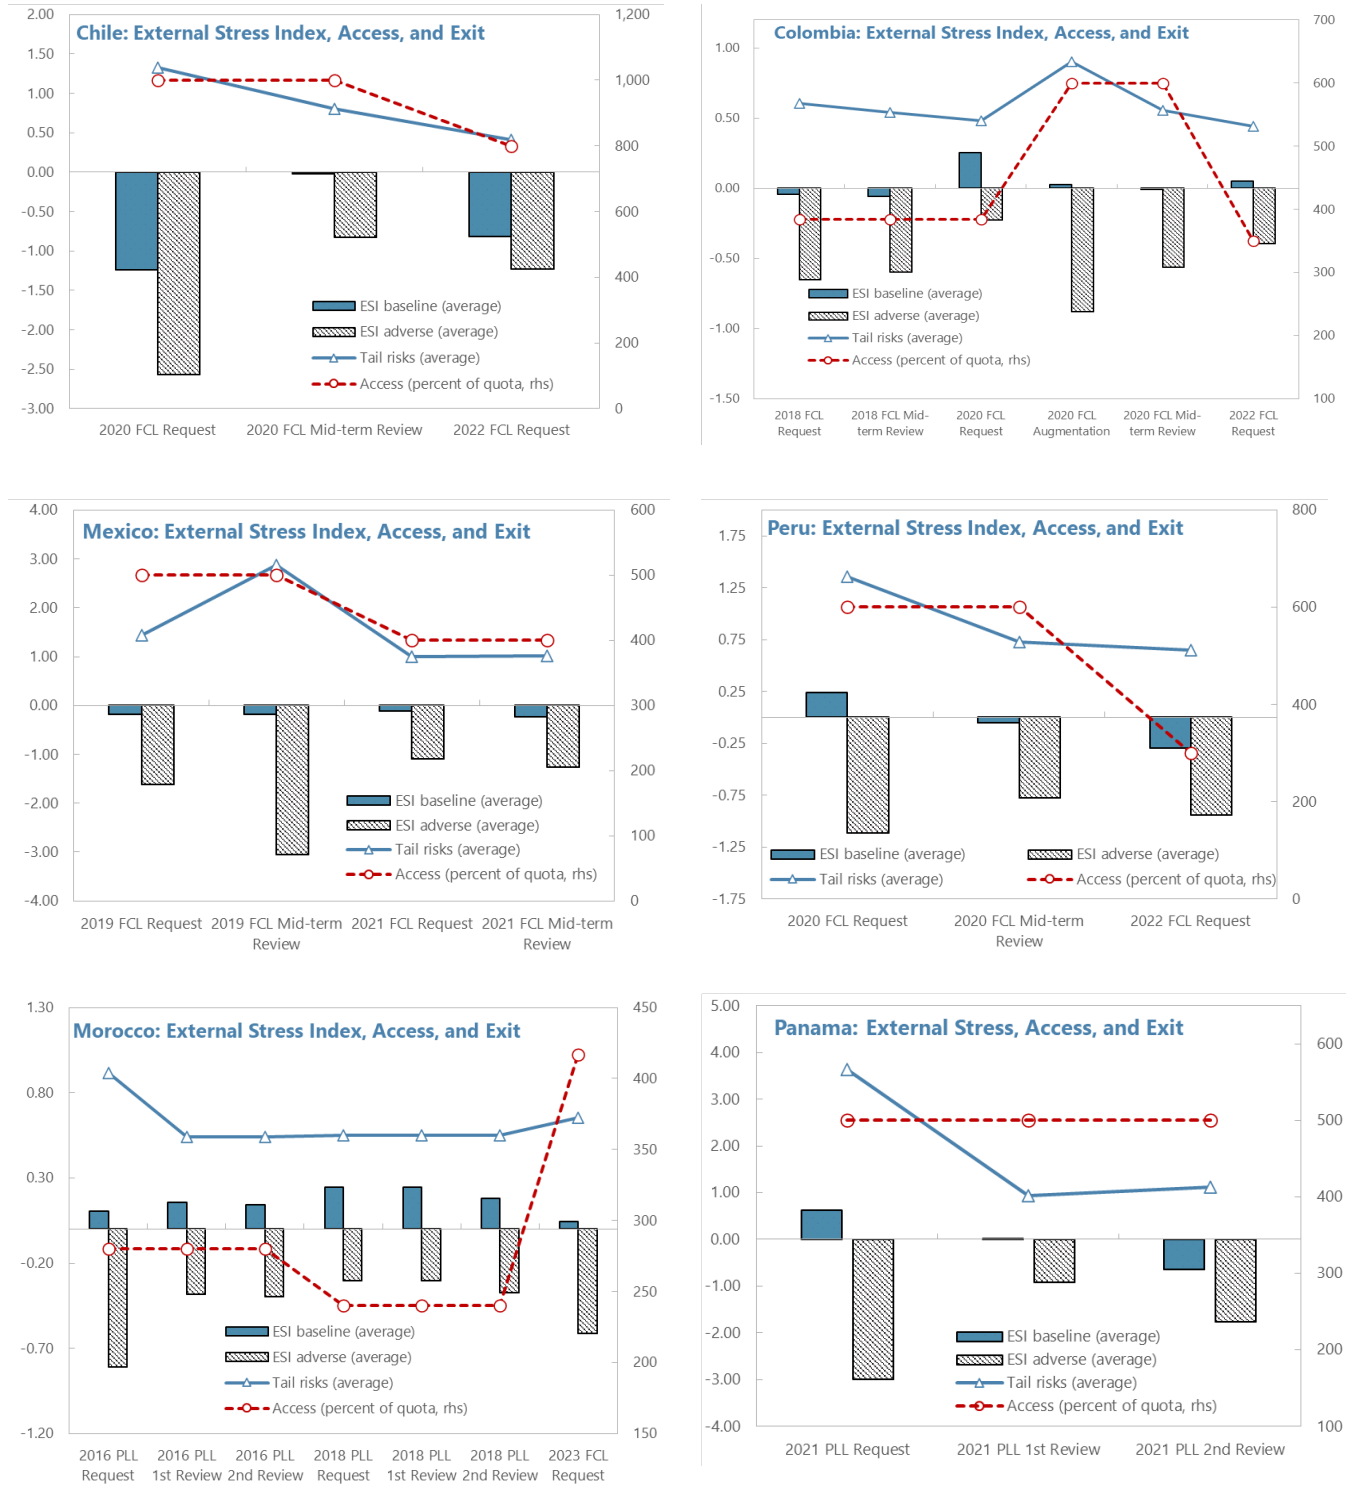 Chile: External Stress Index, Access, and Exit
2.00
1.50
1.00
0.50
0.00
-0.50
-1.00
-1.50
-2.00
-2.50
-3.00
1,200
1,000
800
600
400
200
0
ESI baseline (average)
ESI adverse (average)
Tail risks (average)
Access (percent of quota, rhs)
2020 FCL Request
2020 FCL Mid-term Review
2022 FCL Request
Colombia: External Stress Index, Access, and Exit
1.00
0.50
0.00
-0.50
-1.00
-1.50
700
600
500
400
300
200
100
ESI baseline (average)
ESI adverse (average)
Tail risks (average)
Access (percent of quota, rhs)
2018 FCL Request
2018 FCL Mid-term Review
2020 FCL Request
2020 FCL Augmentation
2020 FCL Mid-term Review
2022 FCL Request
Mexico: External Stress Index, Access, and Exit
4.00
3.00
2.00
1.00
0.00
-1.00
-2.00
-3.00
-4.00
600
500
400
300
200
100
0
ESI baseline (average)
ESI adverse (average)
Tail risks (average)
Access (percent of quota, rhs)
2019 FCL Request
2019 FCL Mid-term Review
2021 FCL Request
2021 FCL Mid-term Review
Peru: External Stress Index, Access, and Exit
1.75
1.25
0.75
0.25
-0.25
-0.75
-1.25
-1.75
800
600
400
200
0
ESI baseline (average)
ESI adverse (average)
Tail risks (average)
Access (percent of quota, rhs)
2020 FCL Request
2020 FCL Mid-term Review
2022 FCL Request
Morocco: External Stress Index, Access, and Exit
1.30
0.80
0.30
-0.20
-0.70
-1.20
450
400
350
300
250
200
150
ESI baseline (average)
ESI adverse (average)
Tail risks (average)
Access (percent of quota, rhs)
2016 PLL Request
2016 PLL 1st Review
2016 PLL 2nd Review
2018 PLL Request
2018 PLL 1st Review
2018 PLL 2nd Review
2023 FCL Request
Panama: External Stress, Access, and Exit
5.00
4.00
3.00
2.00
1.00
0.00
-1.00
-2.00
-3.00
-4.00
600
500
400
300
200
100
ESI baseline (average)
ESI adverse (average)
Tail risks (average)
Access (percent of quota, rhs)
2021 PLL Request
2021 PLL 1st Review
2021 PLL 2nd Review